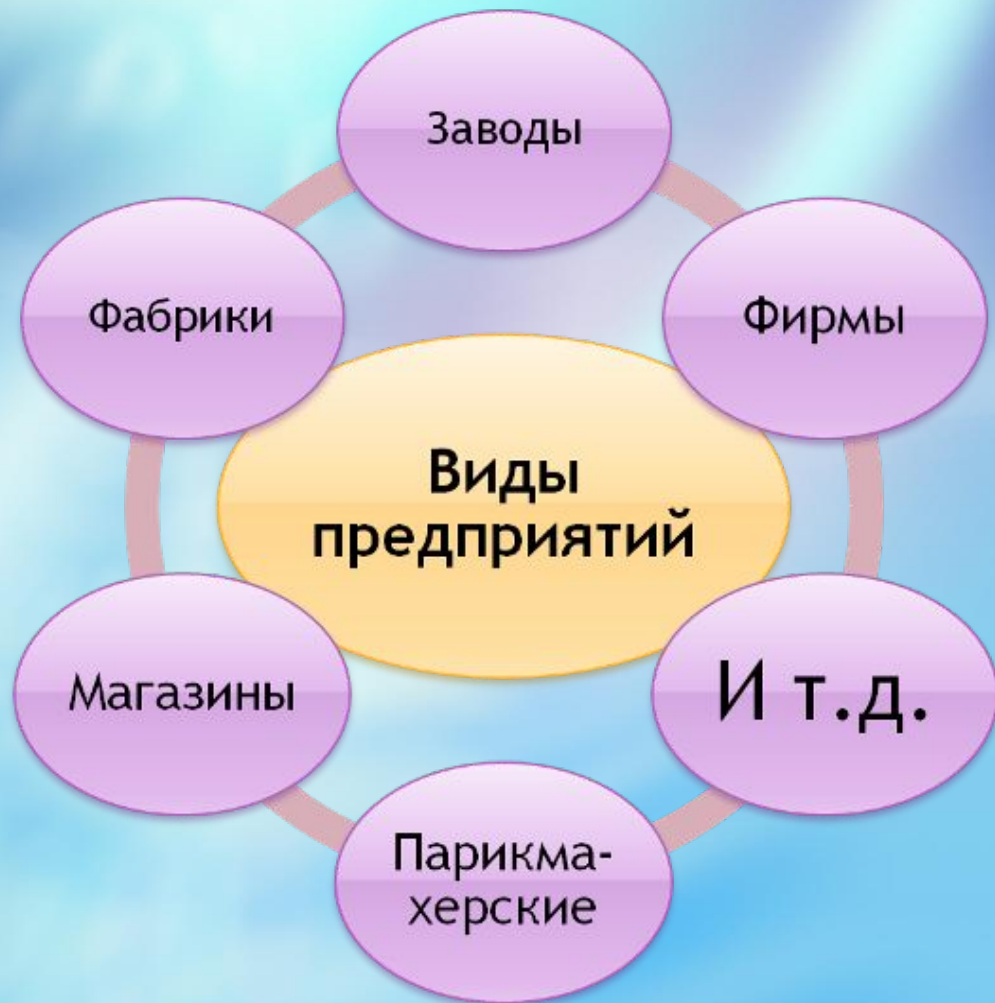 Заводы
Фабрики
Фирмы
Виды
предприятий
Магазины
И т.д.
Парикма-
херские